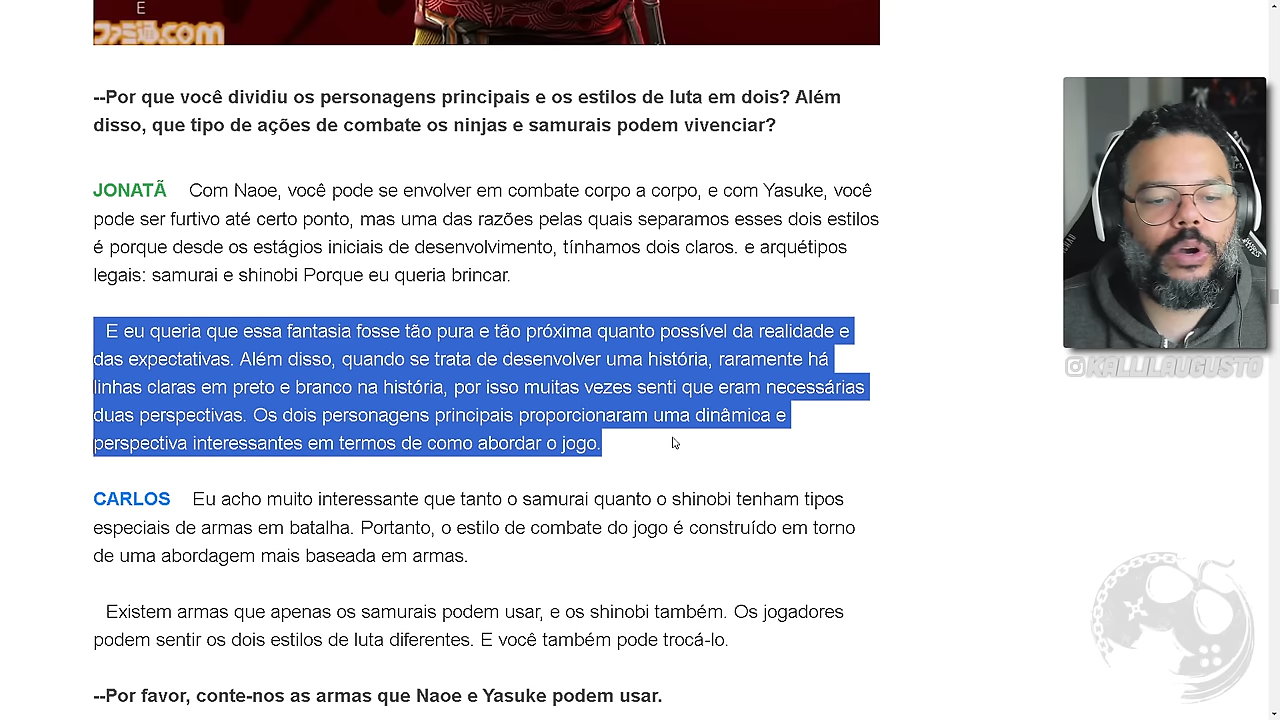 E
ファミ通.com
--Por que você dividiu os personagens principais e os estilos de luta em dois? Além
disso, que tipo de ações de combate os ninjas e samurais podem vivenciar?
JONATÃ Com Naoe, você pode se envolver em combate corpo a corpo, e com Yasuke, você
pode ser furtivo até certo ponto, mas uma das razões pelas quais separamos esses dois estilos
é porque desde os estágios iniciais de desenvolvimento, tínhamos dois claros. e arquétipos
legais: samurai e shinobi Porque eu queria brincar.
E eu queria que essa fantasia fosse tão pura e tão próxima quanto possível da realidade e
das expectativas. Além disso, quando se trata de desenvolver uma história, raramente há
linhas claras em preto e branco na história, por isso muitas vezes senti que eram necessárias
duas perspectivas. Os dois personagens principais proporcionaram uma dinâmica e
perspectiva interessantes em termos de como abordar o jogo.
CARLOS Eu acho muito interessante que tanto o samurai quanto o shinobi tenham tipos
especiais de armas em batalha. Portanto, o estilo de combate do jogo é construído em torno
de uma abordagem mais baseada em armas.
Existem armas que apenas os samurais podem usar, e os shinobi também. Os jogadores
podem sentir os dois estilos de luta diferentes. E você também pode trocá-lo.
--Por favor, conte-nos as armas que Naoe e Yasuke podem usar.
KALLILAUGUSTO